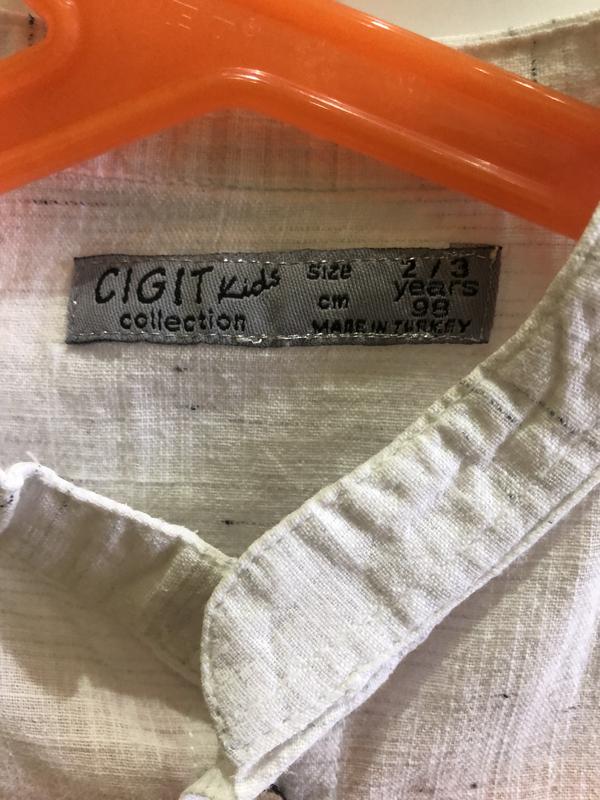 CIGIT Kids
collection
size 2/3
years
cm 98
MADE IN TURKEY